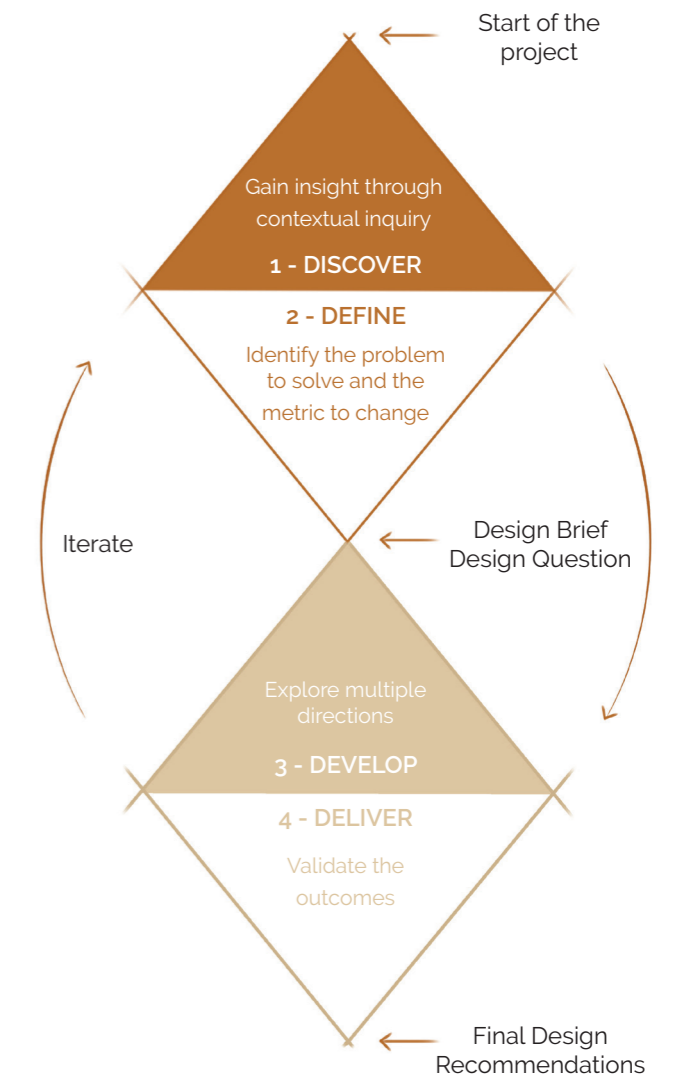 Start of the
project
Gain insight through
contextual inquiry
1 - DISCOVER
2 - DEFINE
Identify the problem
to solve and the
metric to change
Iterate
Design Brief
Design Question
Explore multiple
directions
3 - DEVELOP
4 - DELIVER
Validate the
outcomes
Final Design
Recommendations